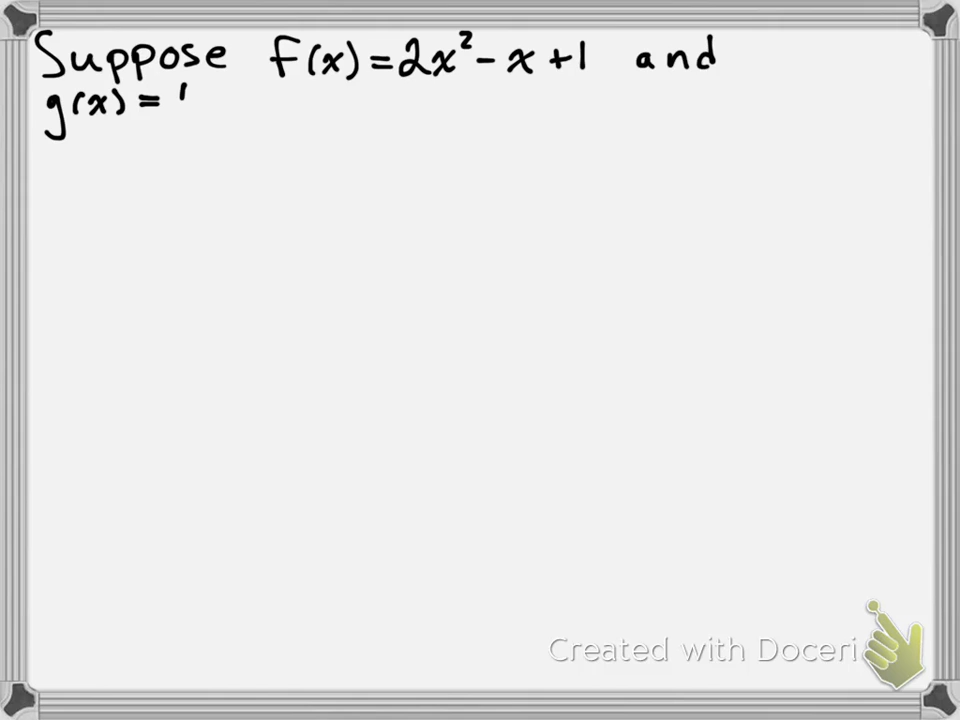 Suppose f(x) = 2x² - x + 1 and
g(x) =
Created with Doceri